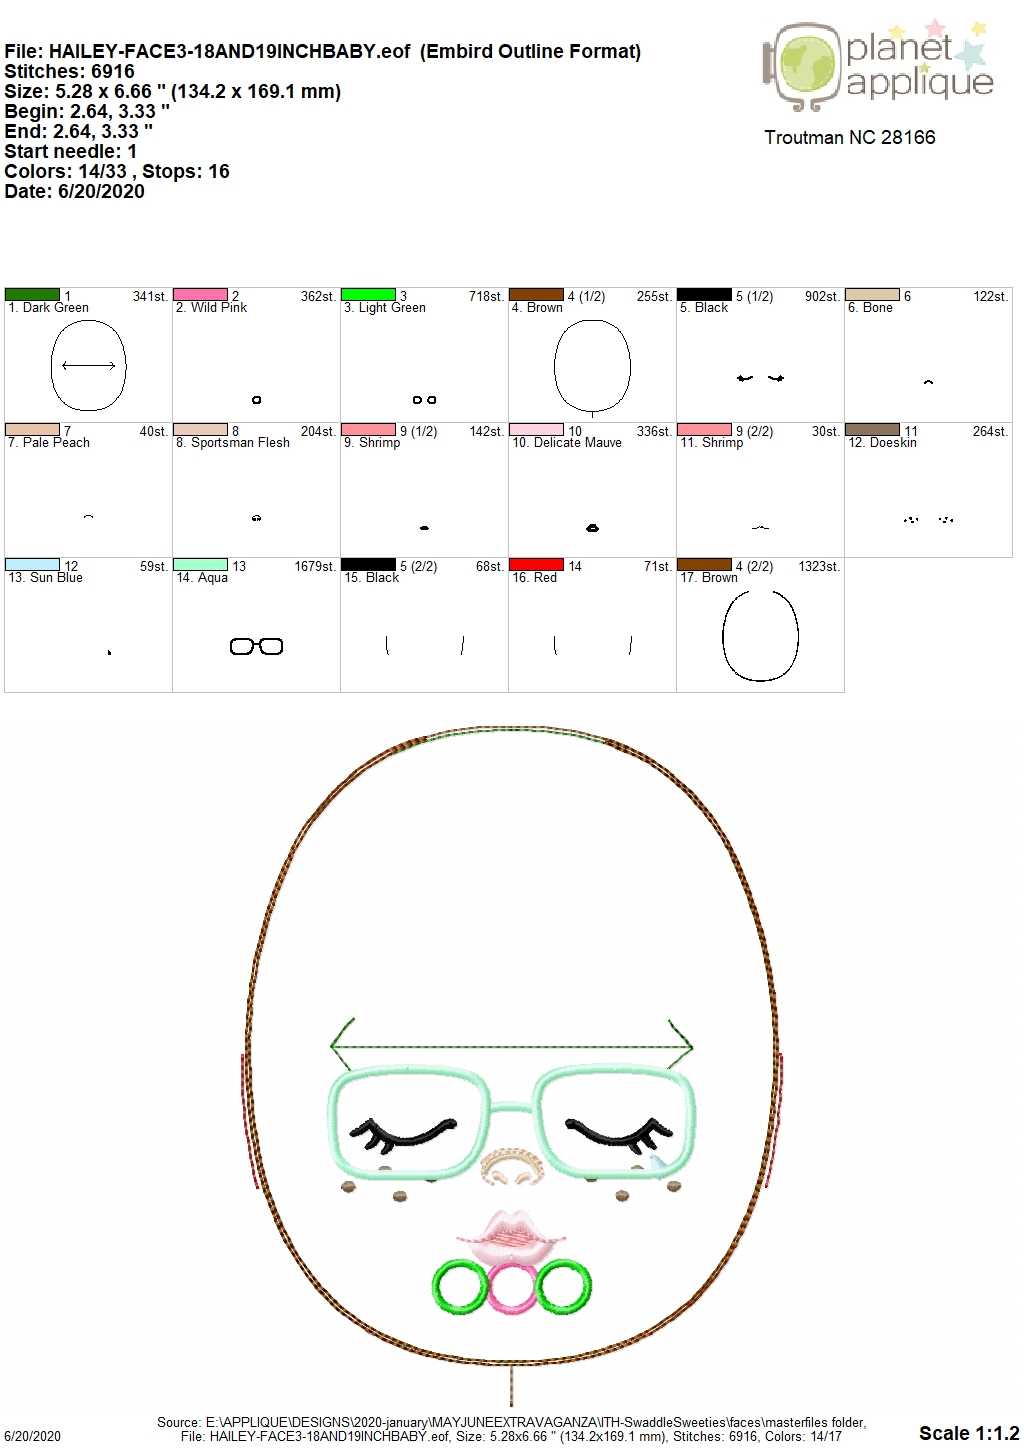 File: HAILEY-FACE3-18AND19INCHBABY.eof (Embird Outline Format)
Stitches: 6916
Size: 5.28 x 6.66 " (134.2 x 169.1 mm)
Begin: 2.64, 3.33 "
End: 2.64, 3.33 "
Start needle: 1
Colors: 14/33 , Stops: 16
Date: 6/20/2020
planet
applique
Troutman NC 28166
1 341st. 2 362st. 3 718st. 4 (1/2) 255st. 5 (1/2) 902st. 6 122st.
1. Dark Green 2. Wild Pink 3. Light Green 4. Brown 5. Black 6. Bone
7 40st. 8 204st. 9 (1/2) 142st. 10 336st. 9 (2/2) 30st. 11 264st.
7. Pale Peach 8. Sportsman Flesh 9. Shrimp 10. Delicate Mauve 11. Shrimp 12. Doeskin
12 59st. 13 1679st. 5 (2/2) 68st. 14 71st. 4 (2/2) 1323st.
13. Sun Blue 14. Aqua 15. Black 16. Red 17. Brown
Source: E:\APPLIQUE\DESIGNS\2020-january\MAYJUNEEXTRAVAGANZA\ITH-SwaddleSweeties\faces\masterfiles folder,
6/20/2020 File: HAILEY-FACE3-18AND19INCHBABY.eof, Size: 5.28x6.66 " (134.2x169.1 mm), Stitches: 6916, Colors: 14/17 Scale 1:1.2